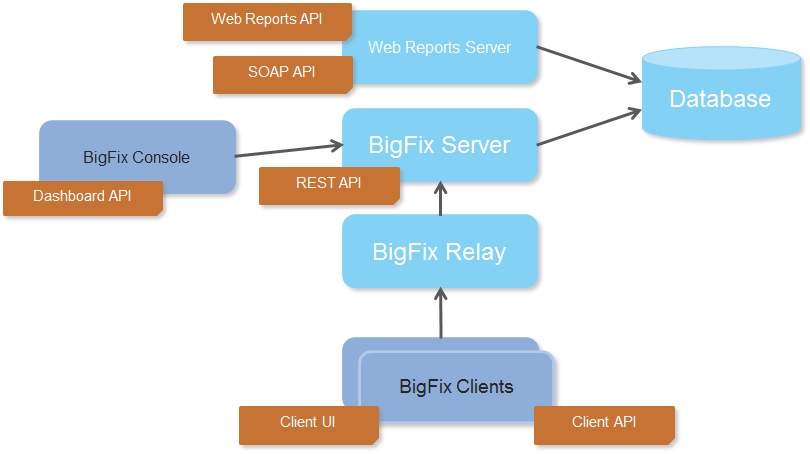 Web Reports API
Web Reports Server
SOAP API
Database
BigFix Server
BigFix Console
REST API
Dashboard API
BigFix Relay
BigFix Clients
Client UI
Client API